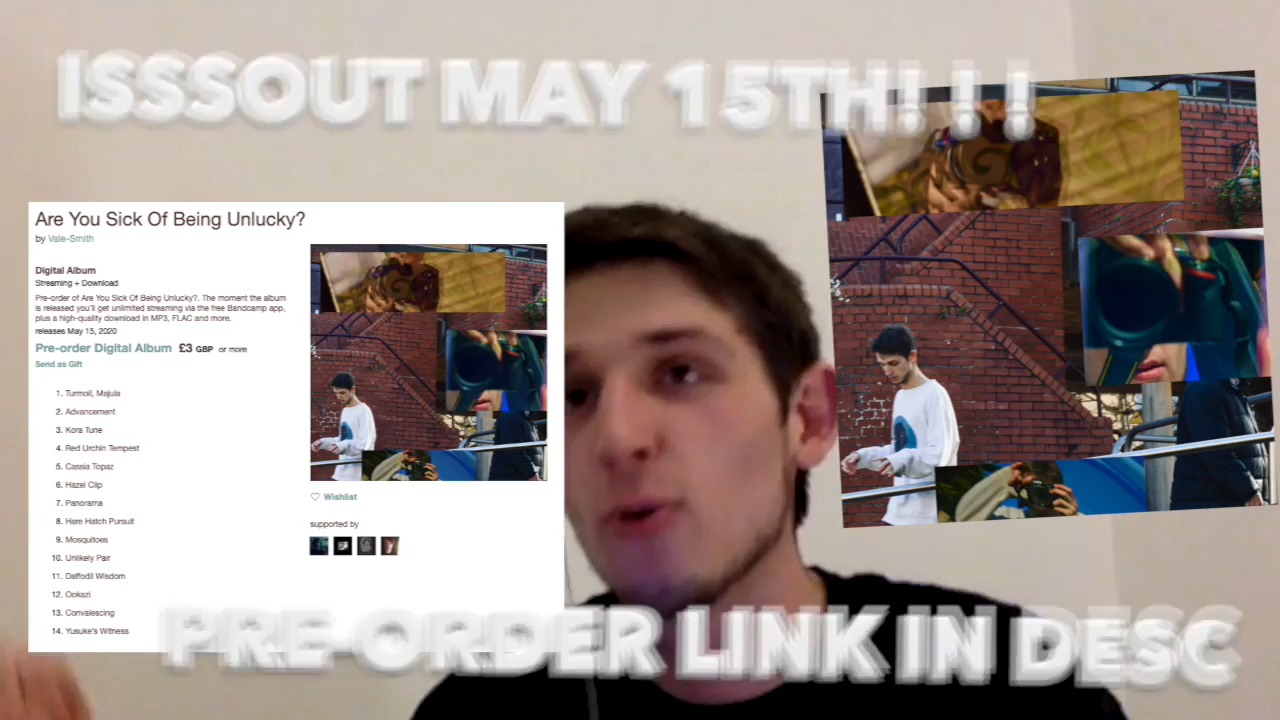 ISSSOUT MAY 15TH! ! !
Are You Sick Of Being Unlucky?
by Vale-Smith
Digital Album
Streaming + Download
Pre-order of Are You Sick Of Being Unlucky?. The moment the album
is released you'll get unlimited streaming via the free Bandcamp app,
plus a high-quality download in MP3, FLAC and more.
releases May 15, 2020
Pre-order Digital Album £3 GBP or more
Send as Gift
1. Turmoil, Majula
2. Advancement
3. Kora Tune
4. Red Urchin Tempest
5. Cassia Topaz
6. Hazel Clip
7. Panorama
8. Hare Hatch Pursuit
9. Mosquitoes
10. Unlikely Pair
11. Daffodil Wisdom
12. Ookazi
13. Convalescing
14. Yusuke's Witness
Wishlist
supported by
PRE-ORDER LINK IN DESC